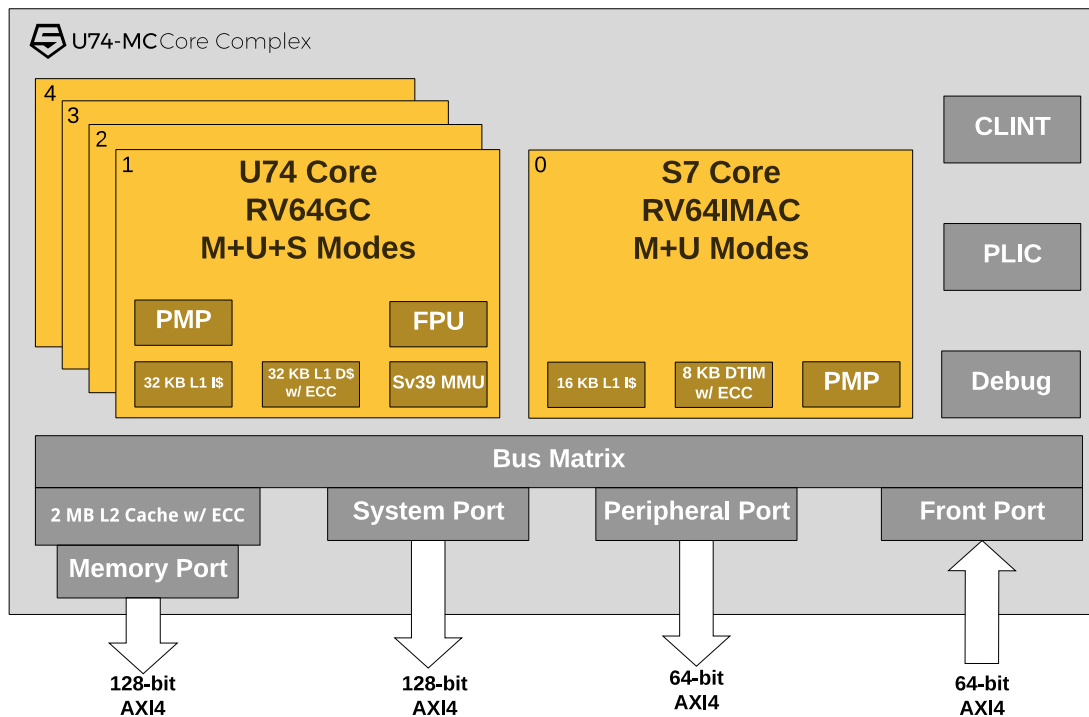 U74-MC Core Complex
4
3
2
1
U74 Core
RV64GC
M+U+S Modes
PMP
FPU
32 KB L1 I$
32 KB L1 D$
w/ ECC
Sv39 MMU
0
S7 Core
RV64IMAC
M+U Modes
16 KB L1 I$
8 KB DTIM
w/ ECC
PMP
CLINT
PLIC
Debug
Bus Matrix
2 MB L2 Cache w/ ECC
System Port
Peripheral Port
Front Port
Memory Port
128-bit
AXI4
128-bit
AXI4
64-bit
AXI4
64-bit
AXI4